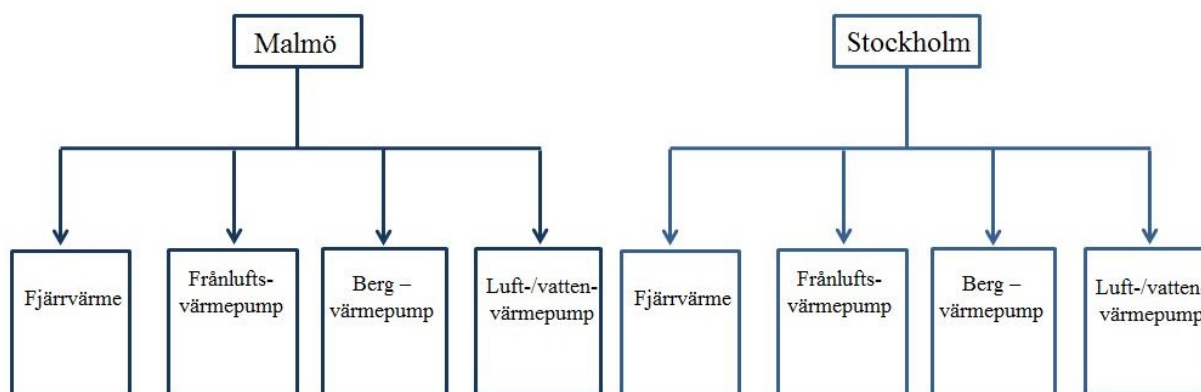 Malmö
Stockholm
Fjärrvärme
Frånlufts-
värmepump
Berg –
värmepump
Luft-/vatten-
värmepump
Fjärrvärme
Frånlufts-
värmepump
Berg –
värmepump
Luft-/vatten-
värmepump